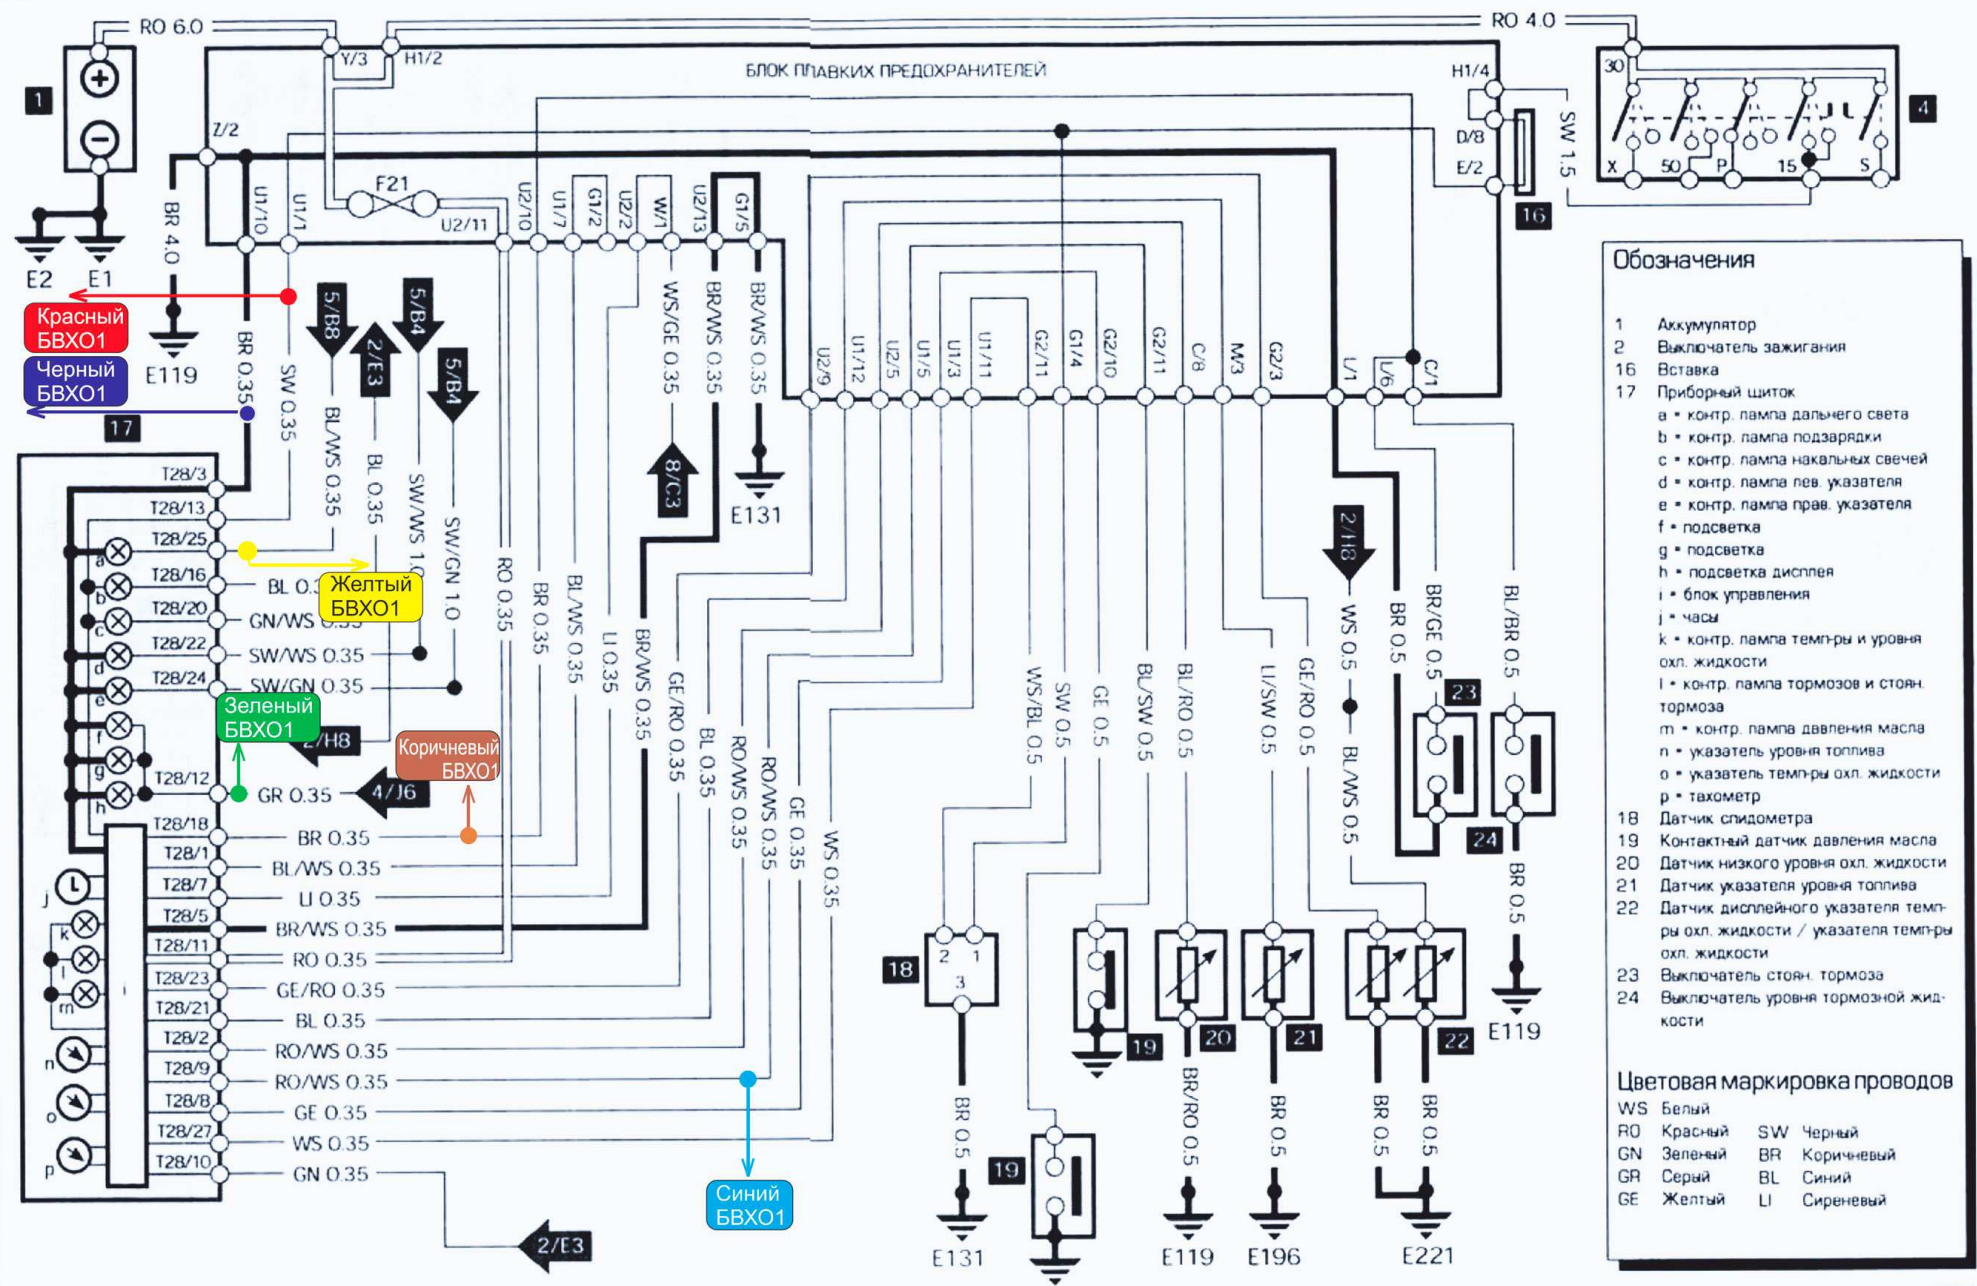 RO 6.0
RO 4.0
Y/3
H1/2
БЛОК ПЛАВКИХ ПРЕДОХРАНИТЕЛЕЙ
H1/4
30
1
4
Z/2
D/8
E/2
SW 1.5
X
50
P
15
S
16
BR 4.0
U1/10
U1/1
F21
U2/11
U2/10
U1/7
G1/2
U2/2
W/1
U2/13
G1/5
E2
E1
E119
Красный
БВХО1
Черный
БВХО1
17
BR 0.35
SW 0.35
5/B8
2/E3
5/B4
5/B4
BL/WS 0.35
BL 0.35
SW/WS 1.0
SW/GN 1.0
WS/GE 0.35
BR/WS 0.35
BR/WS 0.35
8/C3
E131
U2/9
U1/12
U2/5
U1/5
U1/3
U1/11
G2/11
G1/4
G2/10
G2/11
C/8
M/3
G2/3
L/1
L/6
C/1
T28/3
T28/13
T28/25
a
T28/16
b
BL 0.3
Желтый
БВХО1
T28/20
c
GN/WS
T28/22
d
SW/WS 0.35
T28/24
e
SW/GN 0.35
Зеленый
БВХО1
f
2/H8
g
Коричневый
БВХО1
T28/12
h
GR 0.35
4/J6
T28/18
BR 0.35
T28/1
BL/WS 0.35
T28/7
j
LI 0.35
T28/5
k
BR/WS 0.35
T28/11
l
RO 0.35
T28/23
i
GE/RO 0.35
T28/21
m
BL 0.35
T28/2
n
RO/WS 0.35
T28/9
RO/WS 0.35
T28/8
o
GE 0.35
T28/27
WS 0.35
T28/10
p
GN 0.35
2/E3
Синий
БВХО1
RO 0.35
BR 0.35
BL/WS 0.35
LI 0.35
BR/WS 0.35
GE/RO 0.35
BL 0.35
RO/WS 0.35
RO/WS 0.35
GE 0.35
WS 0.35
WS/BL 0.5
SW 0.5
GE 0.5
BL/SW 0.5
BL/RO 0.5
LI/SW 0.5
GE/RO 0.5
2/H8
WS 0.5
BL/WS 0.5
BR 0.5
BR/GE 0.5
BL/BR 0.5
23
24
BR 0.5
E119
18
2
1
3
BR 0.5
E131
19
19
20
BR/RO 0.5
E119
21
BR 0.5
E196
22
BR 0.5
BR 0.5
E221
Обозначения
1 Аккумулятор
2 Выключатель зажигания
16 Вставка
17 Приборный щиток
a = контр. лампа дальнего света
b = контр. лампа подзарядки
c = контр. лампа накальных свечей
d = контр. лампа лев. указателя
e = контр. лампа прав. указателя
f = подсветка
g = подсветка
h = подсветка дисплея
i = блок управления
j = часы
k = контр. лампа темп-ры и уровня
охл. жидкости
l = контр. лампа тормозов и стоян.
тормоза
m = контр. лампа давления масла
n = указатель уровня топлива
o = указатель темп-ры охл. жидкости
p = тахометр
18 Датчик спидометра
19 Контактный датчик давления масла
20 Датчик низкого уровня охл. жидкости
21 Датчик указателя уровня топлива
22 Датчик дисплейного указателя темп-
ры охл. жидкости / указателя темп-ры
охл. жидкости
23 Выключатель стоян. тормоза
24 Выключатель уровня тормозной жид-
кости
Цветовая маркировка проводов
WS Белый
RO Красный SW Черный
GN Зеленый BR Коричневый
GR Серый BL Синий
GE Желтый LI Сиреневый